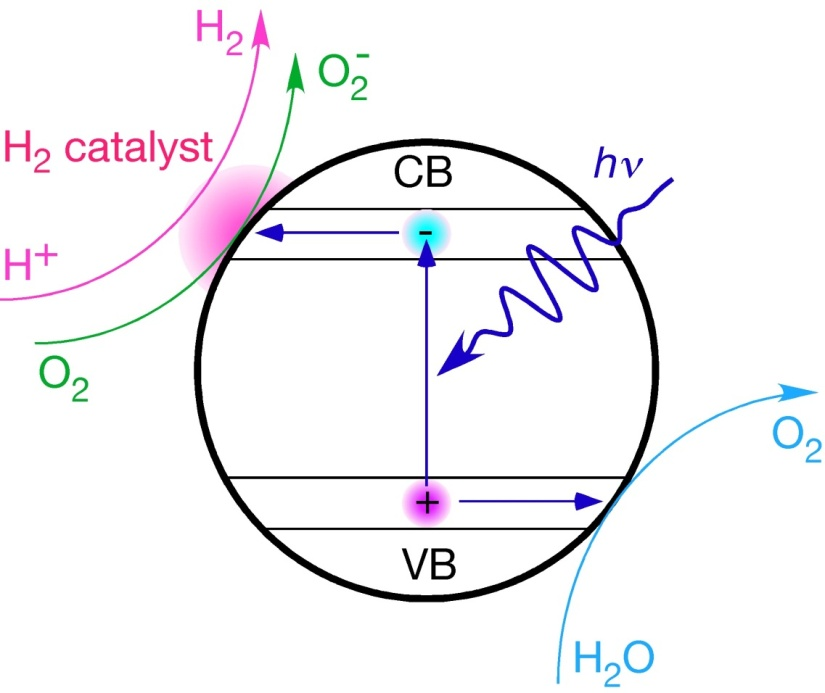 H₂
O₂⁻
H₂ catalyst
CB
hν
-
H⁺
O₂
O₂
+
VB
H₂O